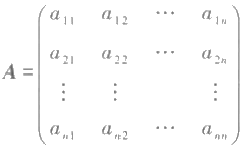 A = ( a₁₁ a₁₂ ⋯ a₁ₙ
a₂₁ a₂₂ ⋯ a₂ₙ
⋮ ⋮ ⋮
aₙ₁ aₙ₂ ⋯ aₙₙ )